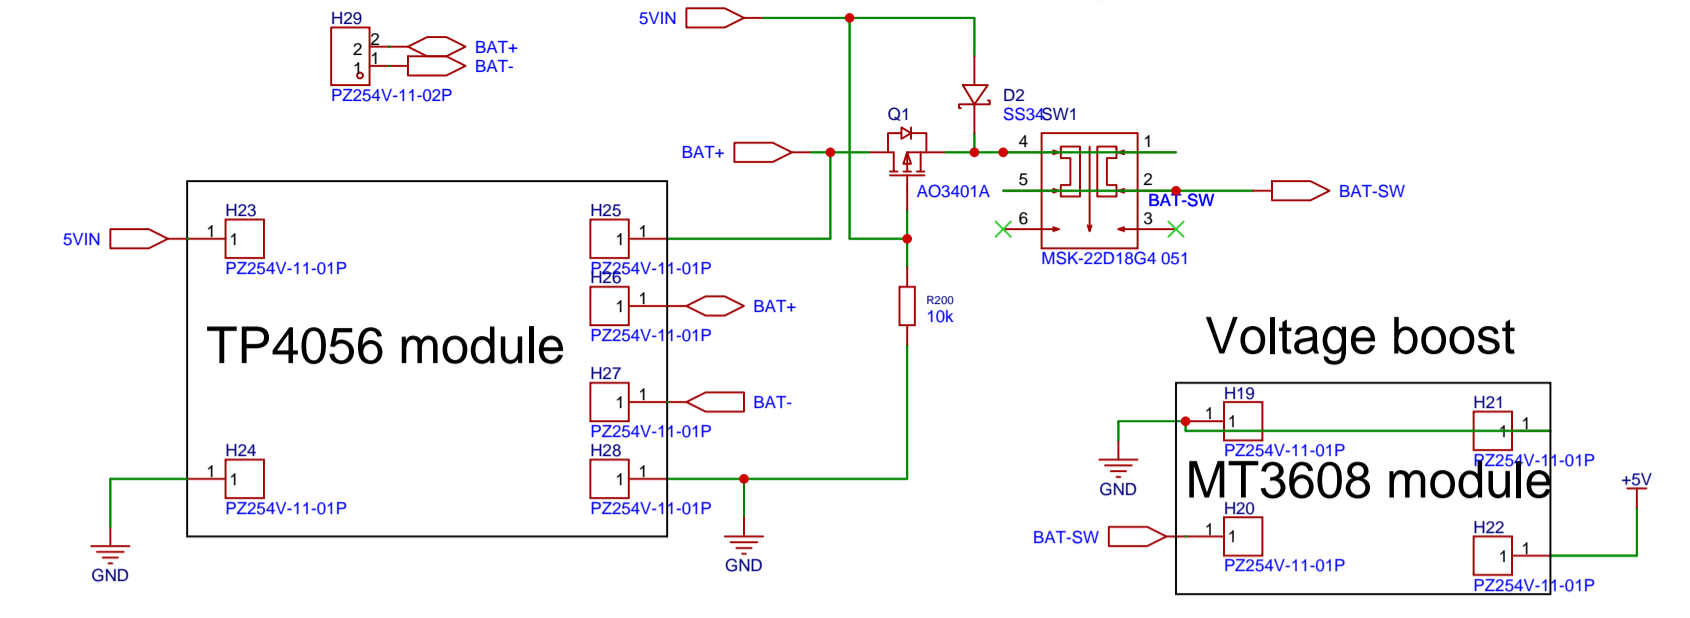 H29
2
2
BAT+
1
1
BAT-
PZ254V-11-02P
5VIN
D2
SS34
SW1
Q1
BAT+
AO3401A
4
1
5
2
BAT-SW
BAT-SW
6
3
MSK-22D18G4 051
5VIN
1
H23
1
PZ254V-11-01P
H25
1
1
PZ254V-11-01P
H26
1
1
BAT+
PZ254V-11-01P
R200
10k
TP4056 module
H27
1
1
BAT-
PZ254V-11-01P
H24
1
1
PZ254V-11-01P
H28
1
1
PZ254V-11-01P
GND
GND
Voltage boost
H19
1
1
PZ254V-11-01P
H21
1
1
PZ254V-11-01P
GND
MT3608 module
+5V
BAT-SW
H20
1
1
PZ254V-11-01P
H22
1
1
PZ254V-11-01P